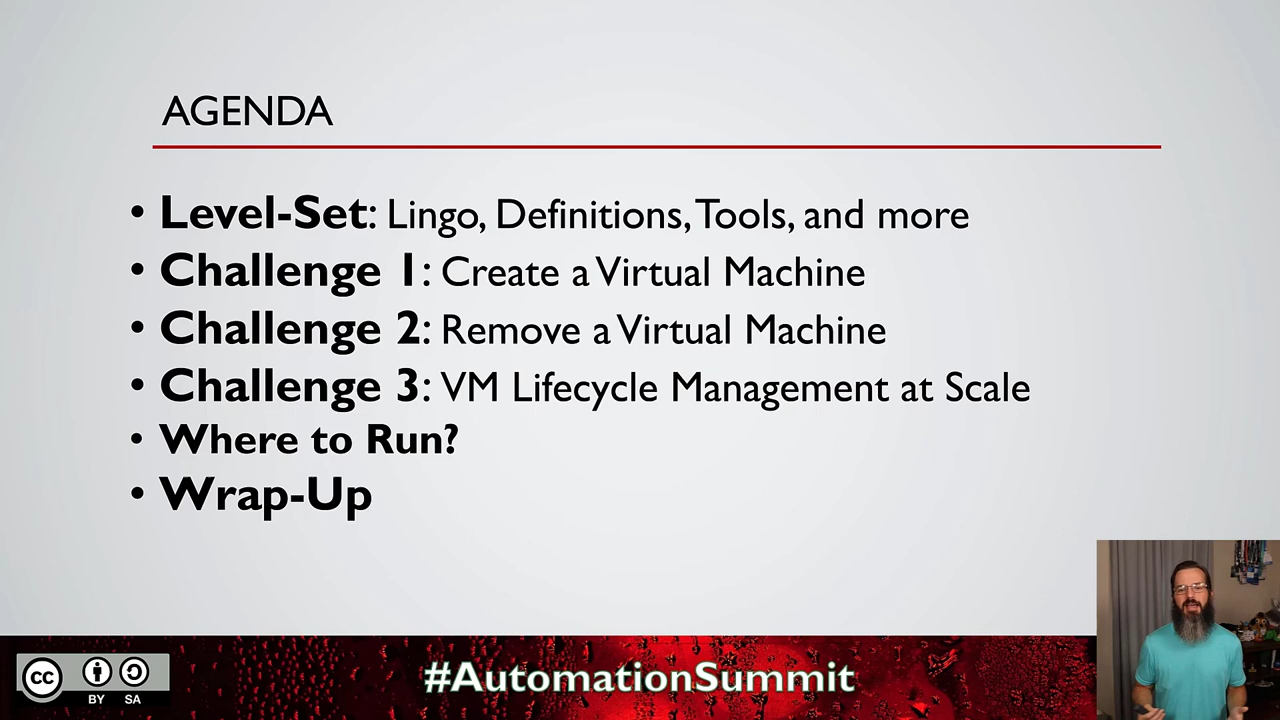 AGENDA
• Level-Set: Lingo, Definitions, Tools, and more
• Challenge 1: Create a Virtual Machine
• Challenge 2: Remove a Virtual Machine
• Challenge 3: VM Lifecycle Management at Scale
• Where to Run?
• Wrap-Up
cc BY SA
#AutomationSummit